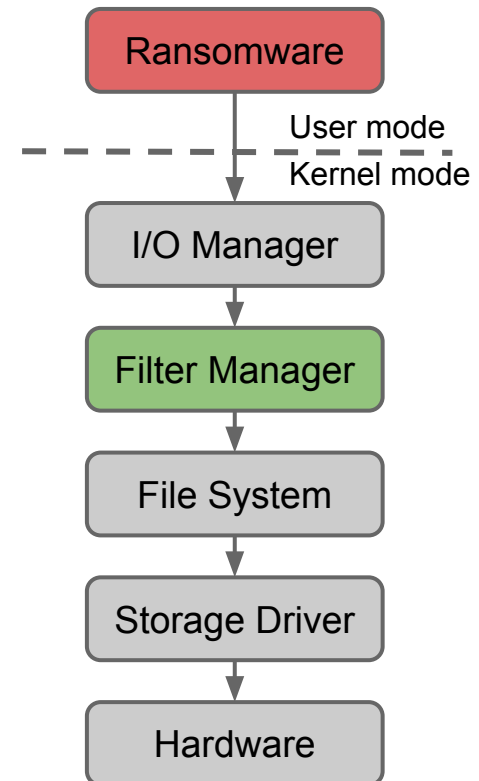 Ransomware
User mode
Kernel mode
I/O Manager
Filter Manager
File System
Storage Driver
Hardware